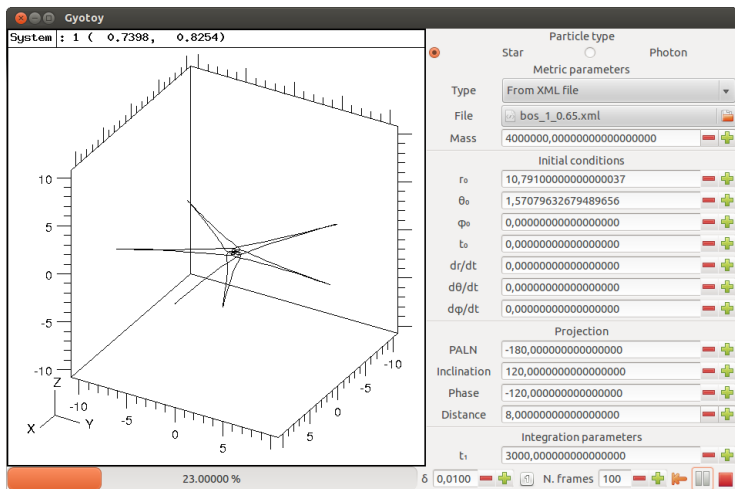 Gyotoy
System : 1 ( 0.7398, 0.8254)
10
5
0
-5
-10
Z
X
Y
-10
-5
0
5
-10
-5
0
5
Particle type
Star Photon
Metric parameters
Type From XML file
File bos_1_0.65.xml
Mass 4000000,00000000000000000
Initial conditions
r₀ 10,79100000000000037
θ₀ 1,57079632679489656
φ₀ 0,00000000000000000
t₀ 0,00000000000000000
dr/dt 0,00000000000000000
dθ/dt 0,00000000000000000
dφ/dt 0,00000000000000000
Projection
PALN -180,000000000000000
Inclination 120,000000000000000
Phase -120,000000000000000
Distance 8,00000000000000000
Integration parameters
t₁ 3000,00000000000000000
23.00000 %
δ 0,0100 N. frames 100